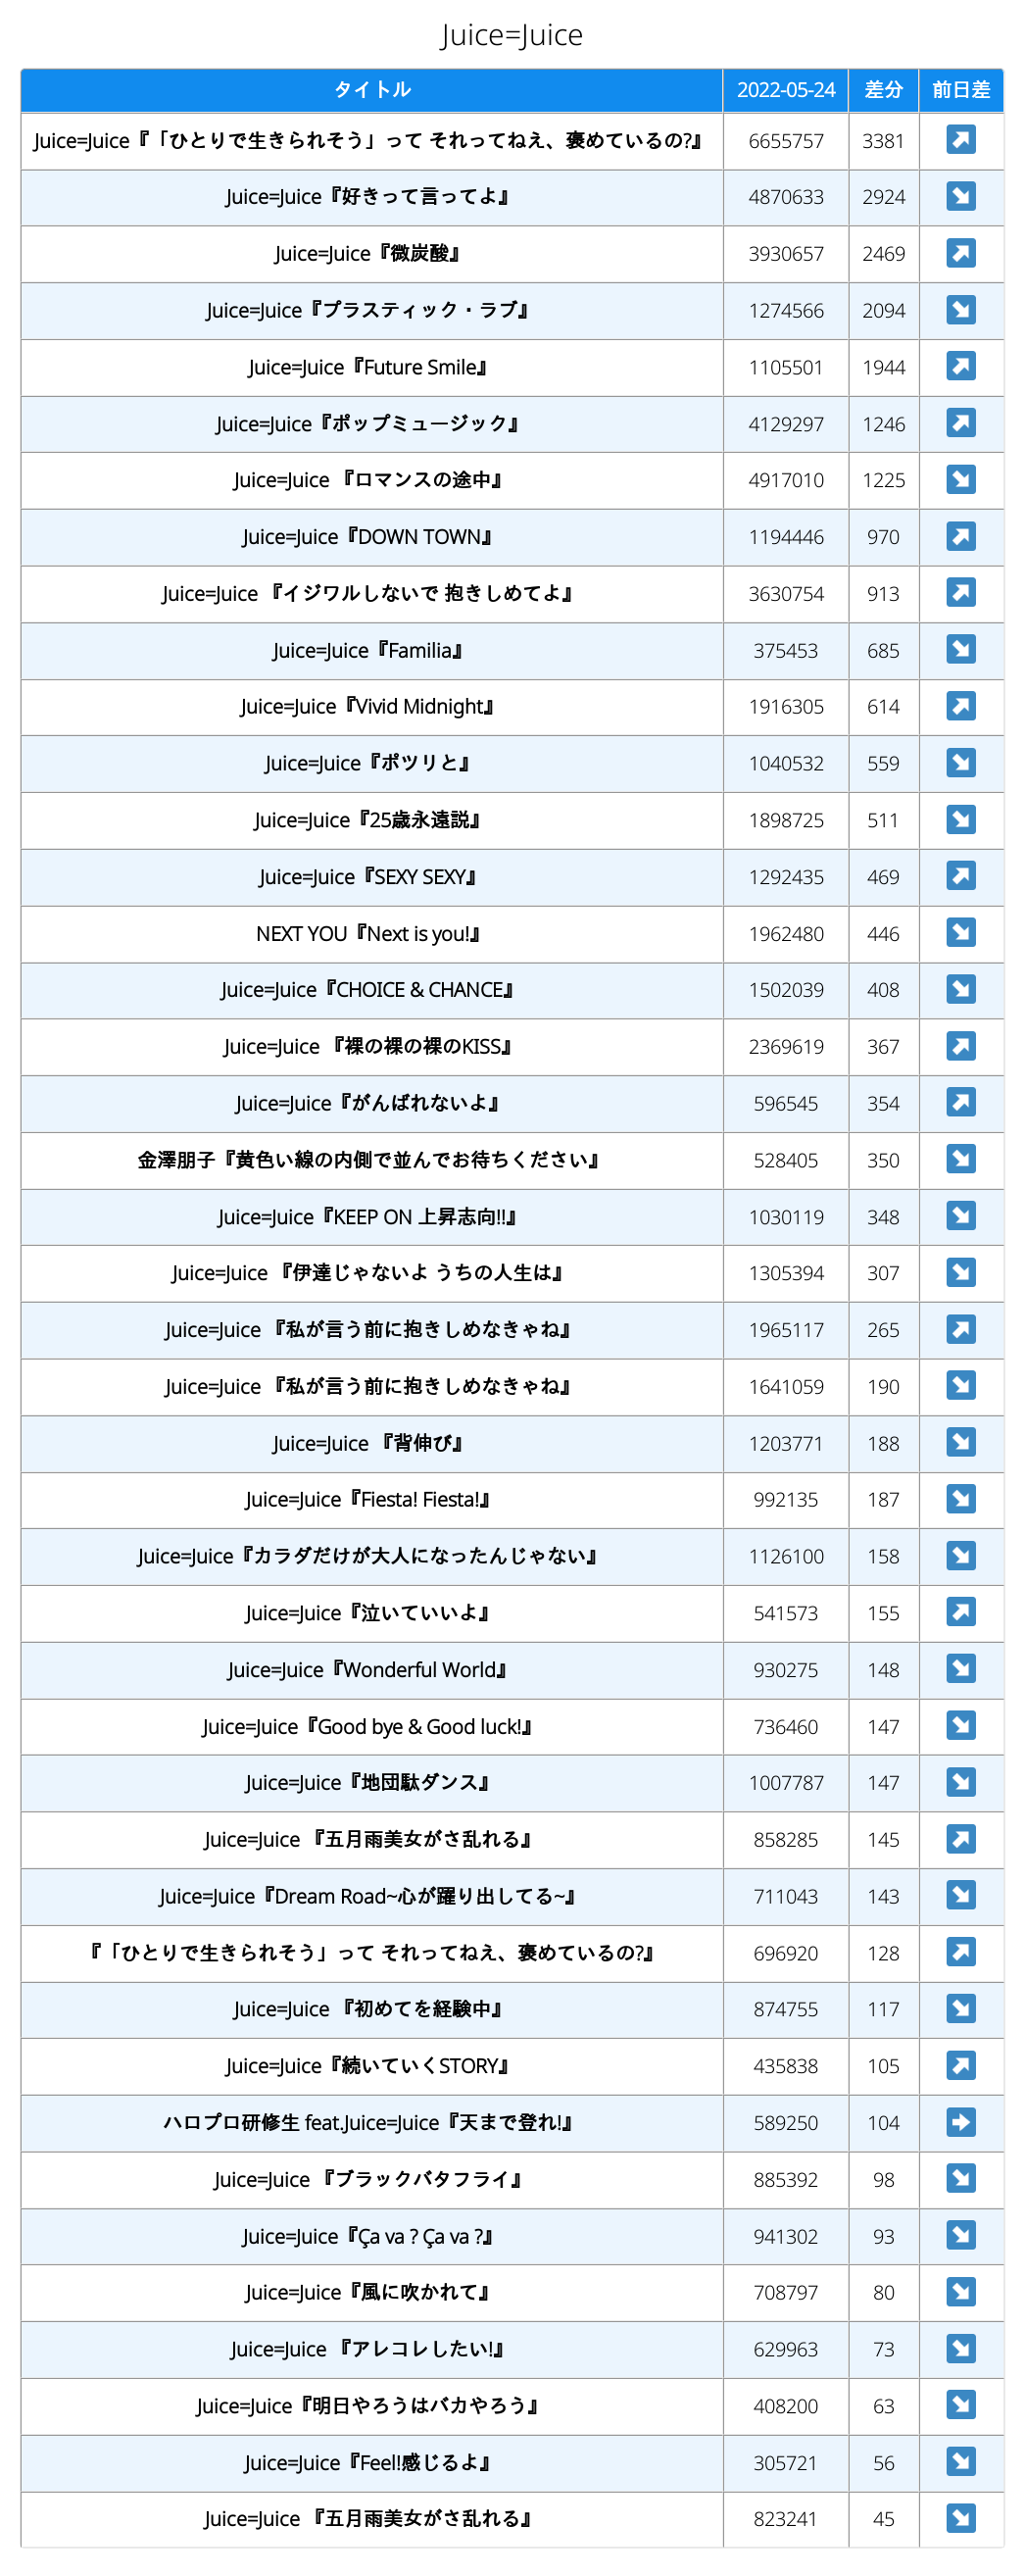 Juice=Juice
タイトル 2022-05-24 差分 前日差
Juice=Juice『「ひとりで生きられそう」って それってねえ、褒めているの?』 6655757 3381 ↗
Juice=Juice『好きって言ってよ』 4870633 2924 ↘
Juice=Juice『微炭酸』 3930657 2469 ↗
Juice=Juice『プラスティック・ラブ』 1274566 2094 ↘
Juice=Juice『Future Smile』 1105501 1944 ↗
Juice=Juice『ポップミュージック』 4129297 1246 ↗
Juice=Juice 『ロマンスの途中』 4917010 1225 ↘
Juice=Juice『DOWN TOWN』 1194446 970 ↗
Juice=Juice 『イジワルしないで 抱きしめてよ』 3630754 913 ↗
Juice=Juice『Familia』 375453 685 ↘
Juice=Juice『Vivid Midnight』 1916305 614 ↗
Juice=Juice『ポツリと』 1040532 559 ↘
Juice=Juice『25歳永遠説』 1898725 511 ↘
Juice=Juice『SEXY SEXY』 1292435 469 ↗
NEXT YOU『Next is you!』 1962480 446 ↘
Juice=Juice『CHOICE & CHANCE』 1502039 408 ↘
Juice=Juice 『裸の裸の裸のKISS』 2369619 367 ↗
Juice=Juice『がんばれないよ』 596545 354 ↗
金澤朋子『黄色い線の内側で並んでお待ちください』 528405 350 ↘
Juice=Juice『KEEP ON 上昇志向!!』 1030119 348 ↘
Juice=Juice 『伊達じゃないよ うちの人生は』 1305394 307 ↘
Juice=Juice 『私が言う前に抱きしめなきゃね』 1965117 265 ↗
Juice=Juice 『私が言う前に抱きしめなきゃね』 1641059 190 ↘
Juice=Juice 『背伸び』 1203771 188 ↘
Juice=Juice『Fiesta! Fiesta!』 992135 187 ↘
Juice=Juice『カラダだけが大人になったんじゃない』 1126100 158 ↘
Juice=Juice『泣いていいよ』 541573 155 ↗
Juice=Juice『Wonderful World』 930275 148 ↘
Juice=Juice『Good bye & Good luck!』 736460 147 ↘
Juice=Juice『地団駄ダンス』 1007787 147 ↘
Juice=Juice 『五月雨美女がさ乱れる』 858285 145 ↗
Juice=Juice『Dream Road~心が躍り出してる~』 711043 143 ↘
『「ひとりで生きられそう」って それってねえ、褒めているの?』 696920 128 ↗
Juice=Juice 『初めてを経験中』 874755 117 ↘
Juice=Juice『続いていくSTORY』 435838 105 ↗
ハロプロ研修生 feat.Juice=Juice『天まで登れ!』 589250 104 ➡
Juice=Juice 『ブラックバタフライ』 885392 98 ↘
Juice=Juice『Ça va ? Ça va ?』 941302 93 ↘
Juice=Juice『風に吹かれて』 708797 80 ↘
Juice=Juice 『アレコレしたい!』 629963 73 ↘
Juice=Juice『明日やろうはバカやろう』 408200 63 ↘
Juice=Juice『Feel!感じるよ』 305721 56 ↘
Juice=Juice 『五月雨美女がさ乱れる』 823241 45 ↘